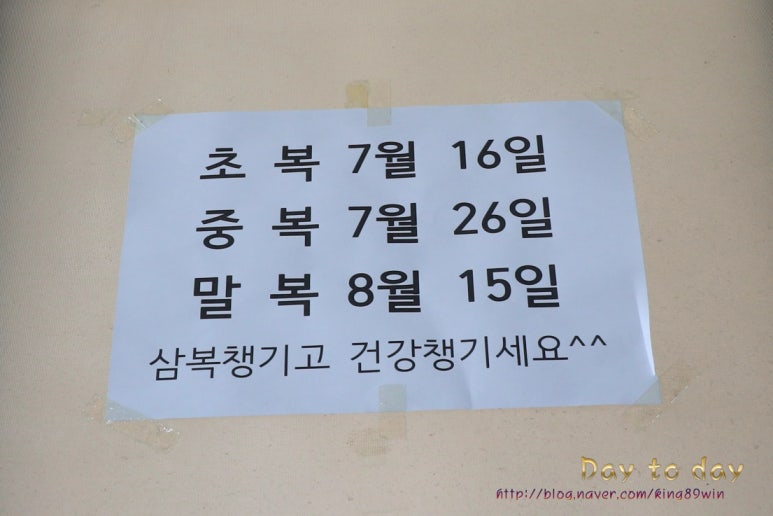 초 복 7월 16일
중 복 7월 26일
말 복 8월 15일
삼복챙기고 건강챙기세요^^
Day to day
http://blog.naver.com/king89win